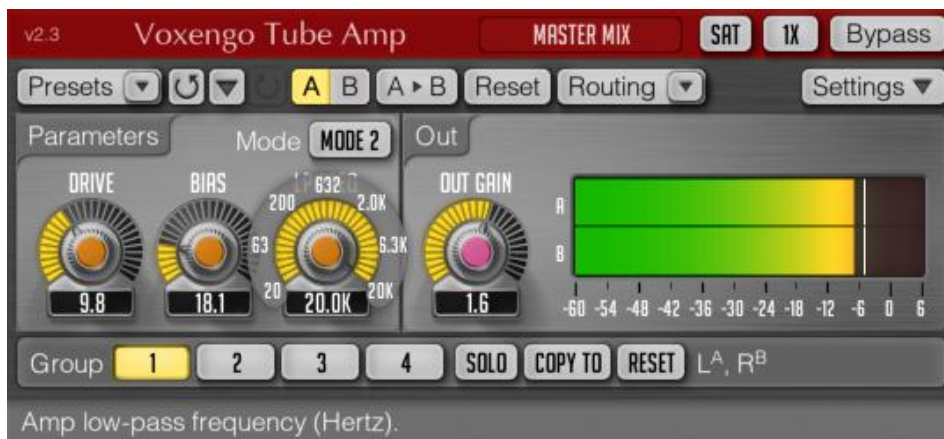 v2.3 Voxengo Tube Amp MASTER MIX SAT 1X Bypass
Presets A B A ▸ B Reset Routing Settings
Parameters Mode MODE 2 Out
DRIVE BIAS 632 OUT GAIN
200 2.0K
63 6.3K
20 20K
9.8 18.1 20.0K 1.6
A
B
-60 -54 -48 -42 -36 -30 -24 -18 -12 -6 0 6
Group 1 2 3 4 SOLO COPY TO RESET Lᴬ, Rᴮ
Amp low-pass frequency (Hertz).